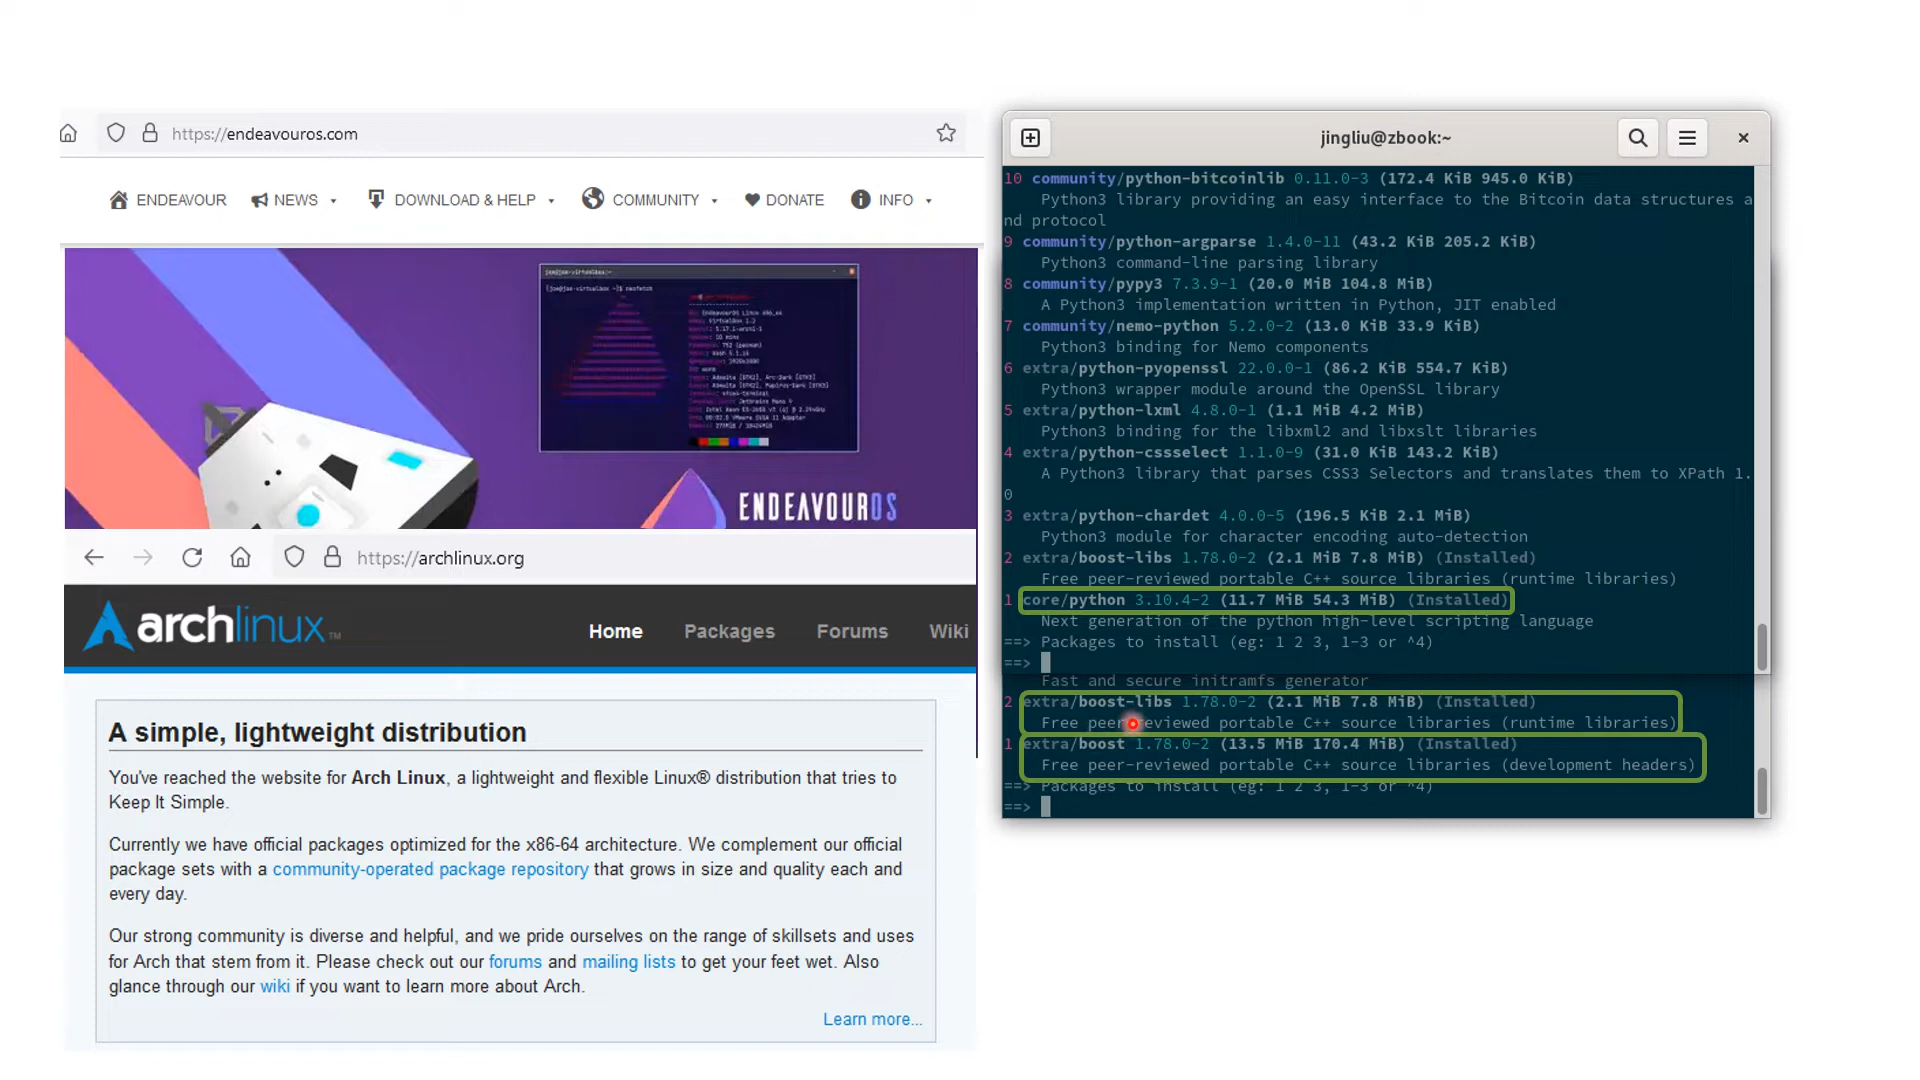 https://endeavouros.com
ENDEAVOUR NEWS DOWNLOAD & HELP COMMUNITY DONATE INFO
ENDEAVOUROS
https://archlinux.org
archlinux™
Home Packages Forums Wiki
A simple, lightweight distribution
You've reached the website for Arch Linux, a lightweight and flexible Linux® distribution that tries to
Keep It Simple.
Currently we have official packages optimized for the x86-64 architecture. We complement our official
package sets with a community-operated package repository that grows in size and quality each and
every day.
Our strong community is diverse and helpful, and we pride ourselves on the range of skillsets and uses
for Arch that stem from it. Please check out our forums and mailing lists to get your feet wet. Also
glance through our wiki if you want to learn more about Arch.
Learn more...
jingliu@zbook:~
10 community/python-bitcoinlib 0.11.0-3 (172.4 KiB 945.0 KiB)
Python3 library providing an easy interface to the Bitcoin data structures a
nd protocol
9 community/python-argparse 1.4.0-11 (43.2 KiB 205.2 KiB)
Python3 command-line parsing library
8 community/pypy3 7.3.9-1 (20.0 MiB 104.8 MiB)
A Python3 implementation written in Python, JIT enabled
7 community/nemo-python 5.2.0-2 (13.0 KiB 33.9 KiB)
Python3 binding for Nemo components
6 extra/python-pyopenssl 22.0.0-1 (86.2 KiB 554.7 KiB)
Python3 wrapper module around the OpenSSL library
5 extra/python-lxml 4.8.0-1 (1.1 MiB 4.2 MiB)
Python3 binding for the libxml2 and libxslt libraries
4 extra/python-cssselect 1.1.0-9 (31.0 KiB 143.2 KiB)
A Python3 library that parses CSS3 Selectors and translates them to XPath 1.
0
3 extra/python-chardet 4.0.0-5 (196.5 KiB 2.1 MiB)
Python3 module for character encoding auto-detection
2 extra/boost-libs 1.78.0-2 (2.1 MiB 7.8 MiB) (Installed)
Free peer-reviewed portable C++ source libraries (runtime libraries)
1 core/python 3.10.4-2 (11.7 MiB 54.3 MiB) (Installed)
Next generation of the python high-level scripting language
==> Packages to install (eg: 1 2 3, 1-3 or ^4)
==>
Fast and secure initramfs generator
2 extra/boost-libs 1.78.0-2 (2.1 MiB 7.8 MiB) (Installed)
Free peer-reviewed portable C++ source libraries (runtime libraries)
1 extra/boost 1.78.0-2 (13.5 MiB 170.4 MiB) (Installed)
Free peer-reviewed portable C++ source libraries (development headers)
==> Packages to install (eg: 1 2 3, 1-3 or ^4)
==>